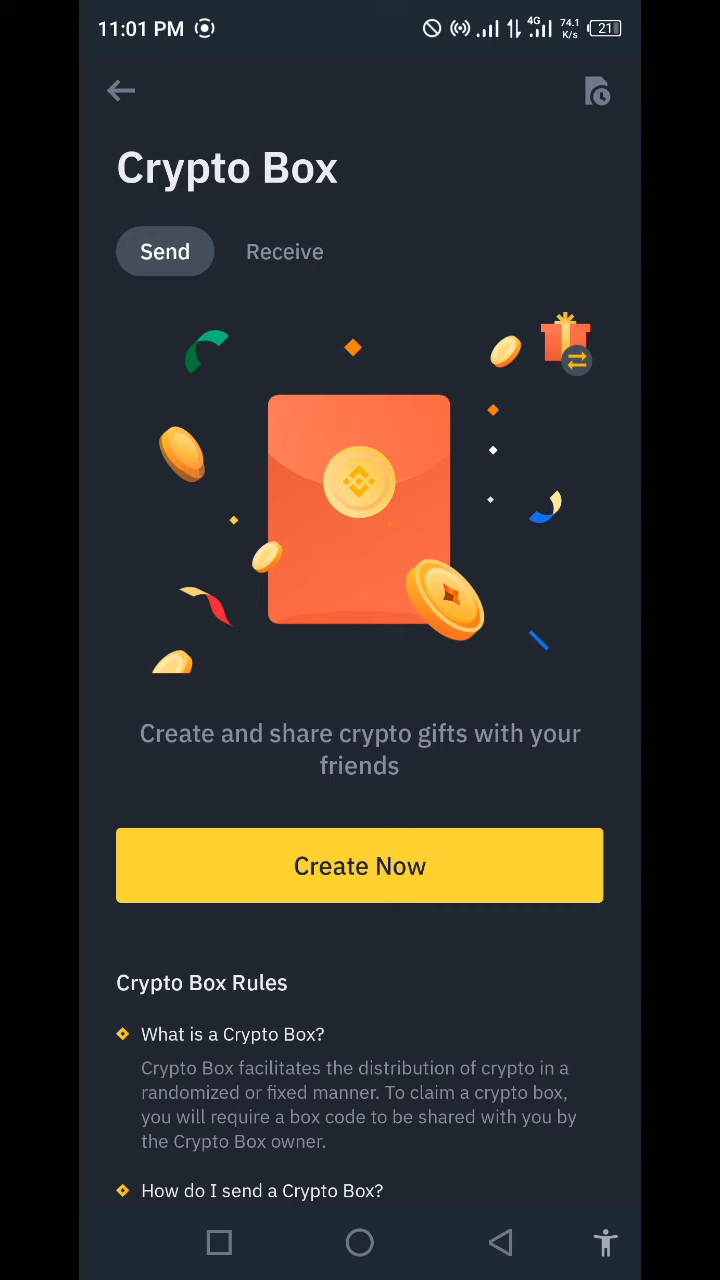 11:01 PM 4G 74.1 K/s 21
Crypto Box
Send Receive
Create and share crypto gifts with your
friends
Create Now
Crypto Box Rules
What is a Crypto Box?
Crypto Box facilitates the distribution of crypto in a
randomized or fixed manner. To claim a crypto box,
you will require a box code to be shared with you by
the Crypto Box owner.
How do I send a Crypto Box?